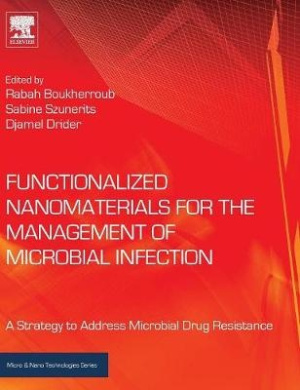 ELSEVIER
Edited by
Rabah Boukherroub
Sabine Szunerits
Djamel Drider
FUNCTIONALIZED
NANOMATERIALS FOR THE
MANAGEMENT OF
MICROBIAL INFECTION
A Strategy to Address Microbial Drug Resistance
Micro & Nano Technologies Series